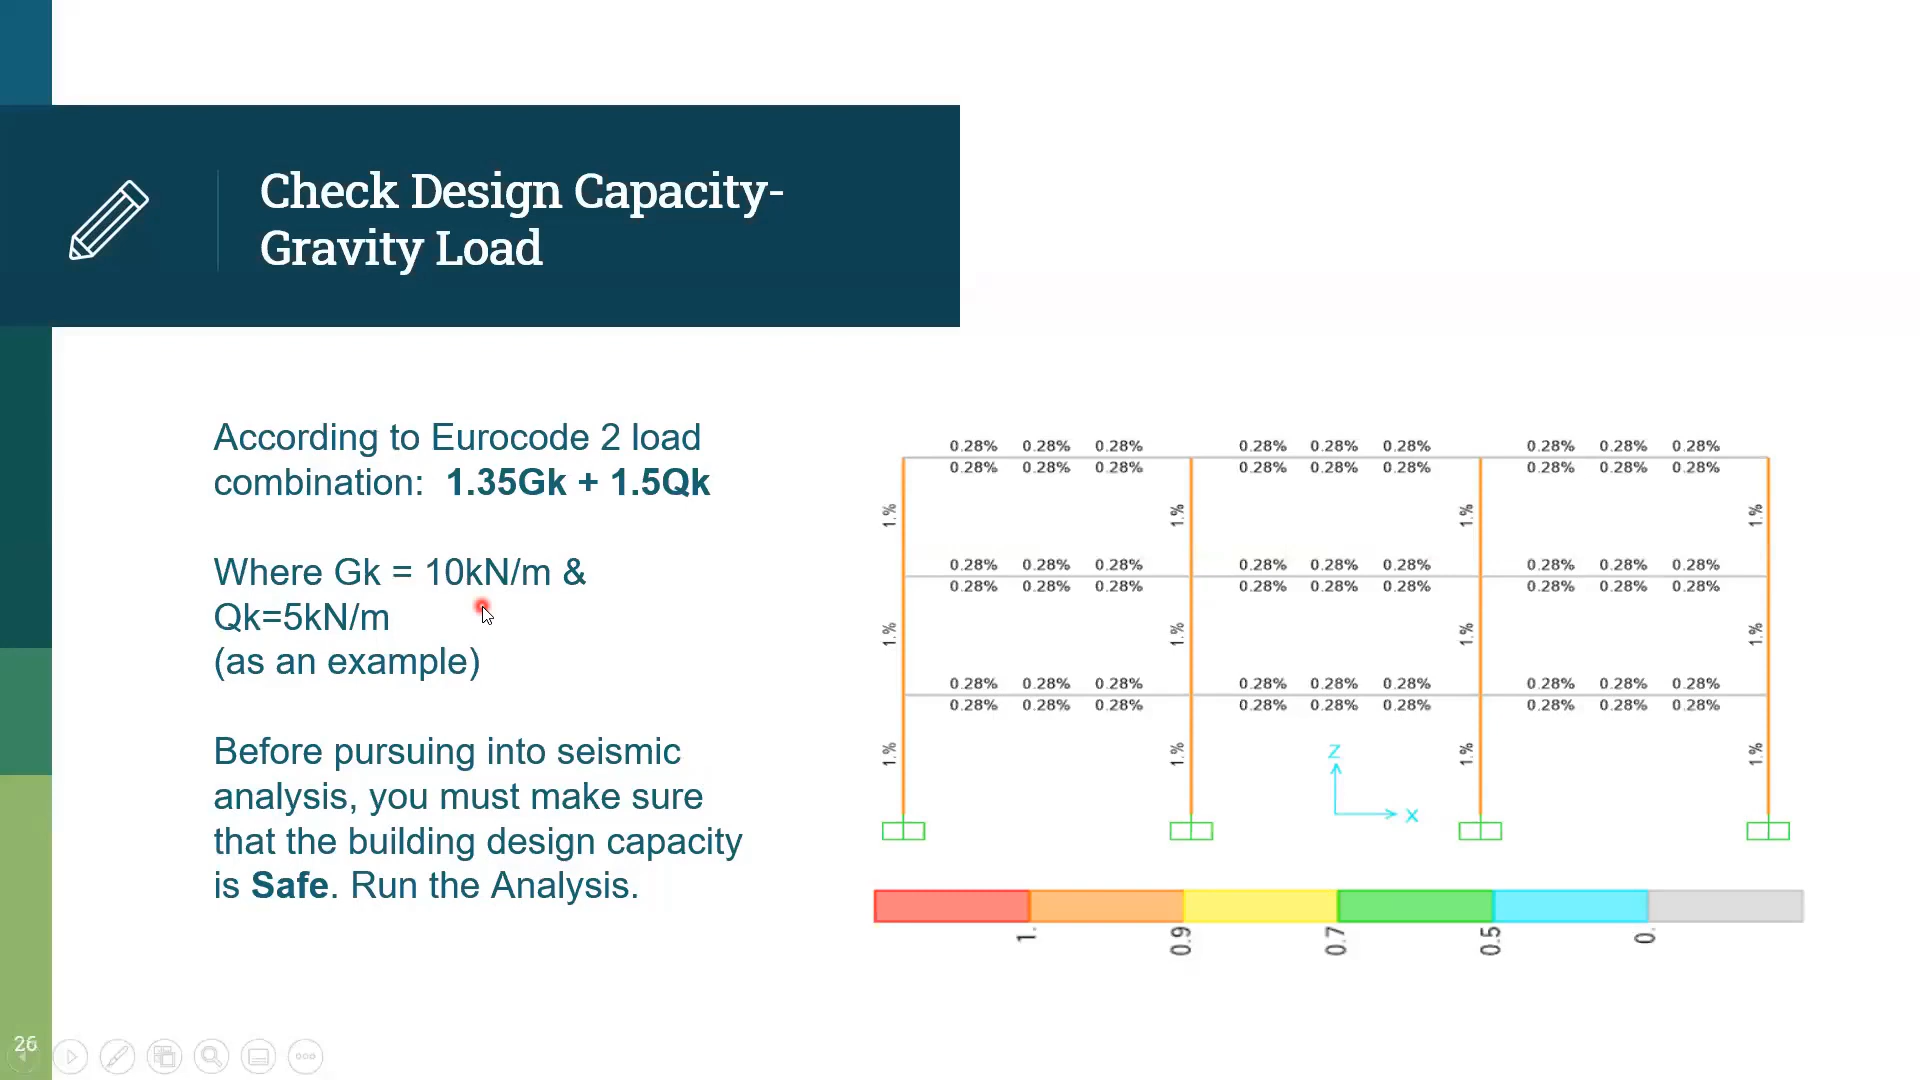 Check Design Capacity-
Gravity Load
According to Eurocode 2 load
combination: 1.35Gk + 1.5Qk
Where Gk = 10kN/m &
Qk=5kN/m
(as an example)
Before pursuing into seismic
analysis, you must make sure
that the building design capacity
is Safe. Run the Analysis.
0.28% 0.28% 0.28% 0.28% 0.28% 0.28% 0.28% 0.28% 0.28%
0.28% 0.28% 0.28% 0.28% 0.28% 0.28% 0.28% 0.28% 0.28%
1.% 1.% 1.% 1.%
0.28% 0.28% 0.28% 0.28% 0.28% 0.28% 0.28% 0.28% 0.28%
0.28% 0.28% 0.28% 0.28% 0.28% 0.28% 0.28% 0.28% 0.28%
1.% 1.% 1.% 1.%
0.28% 0.28% 0.28% 0.28% 0.28% 0.28% 0.28% 0.28% 0.28%
0.28% 0.28% 0.28% 0.28% 0.28% 0.28% 0.28% 0.28% 0.28%
1.% 1.% 1.% 1.%
Z
X
1. 0.9 0.7 0.5 0.
26